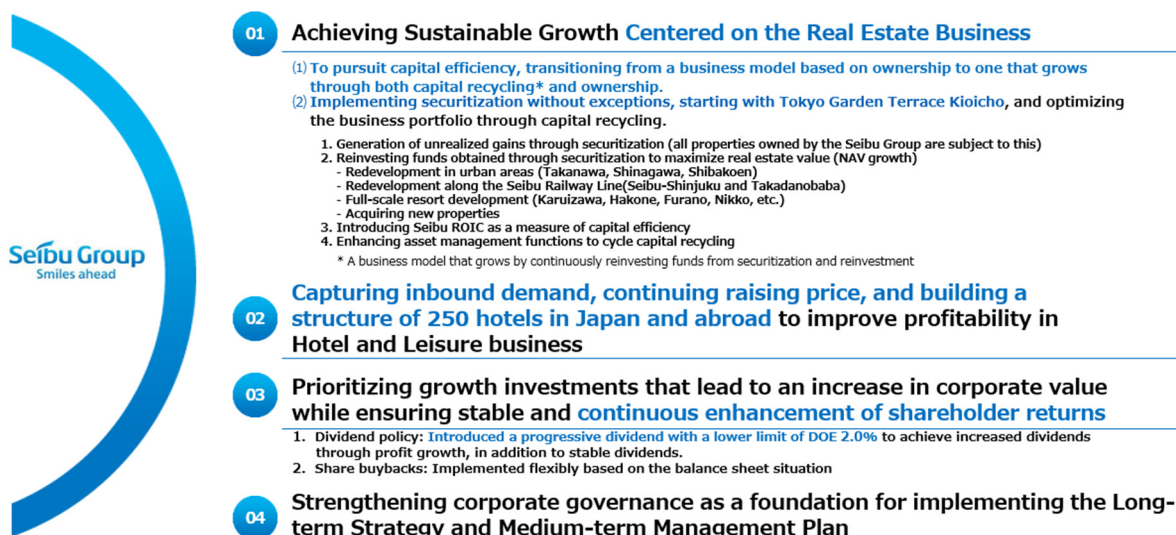 Seibu Group
Smiles ahead
01
Achieving Sustainable Growth Centered on the Real Estate Business
(1) To pursuit capital efficiency, transitioning from a business model based on ownership to one that grows
through both capital recycling* and ownership.
(2) Implementing securitization without exceptions, starting with Tokyo Garden Terrace Kioicho, and optimizing
the business portfolio through capital recycling.
1. Generation of unrealized gains through securitization (all properties owned by the Seibu Group are subject to this)
2. Reinvesting funds obtained through securitization to maximize real estate value (NAV growth)
- Redevelopment in urban areas (Takanawa, Shinagawa, Shibakoen)
- Redevelopment along the Seibu Railway Line(Seibu-Shinjuku and Takadanobaba)
- Full-scale resort development (Karuizawa, Hakone, Furano, Nikko, etc.)
- Acquiring new properties
3. Introducing Seibu ROIC as a measure of capital efficiency
4. Enhancing asset management functions to cycle capital recycling
* A business model that grows by continuously reinvesting funds from securitization and reinvestment
02
Capturing inbound demand, continuing raising price, and building a
structure of 250 hotels in Japan and abroad to improve profitability in
Hotel and Leisure business
03
Prioritizing growth investments that lead to an increase in corporate value
while ensuring stable and continuous enhancement of shareholder returns
1. Dividend policy: Introduced a progressive dividend with a lower limit of DOE 2.0% to achieve increased dividends
through profit growth, in addition to stable dividends.
2. Share buybacks: Implemented flexibly based on the balance sheet situation
04
Strengthening corporate governance as a foundation for implementing the Long-
term Strategy and Medium-term Management Plan